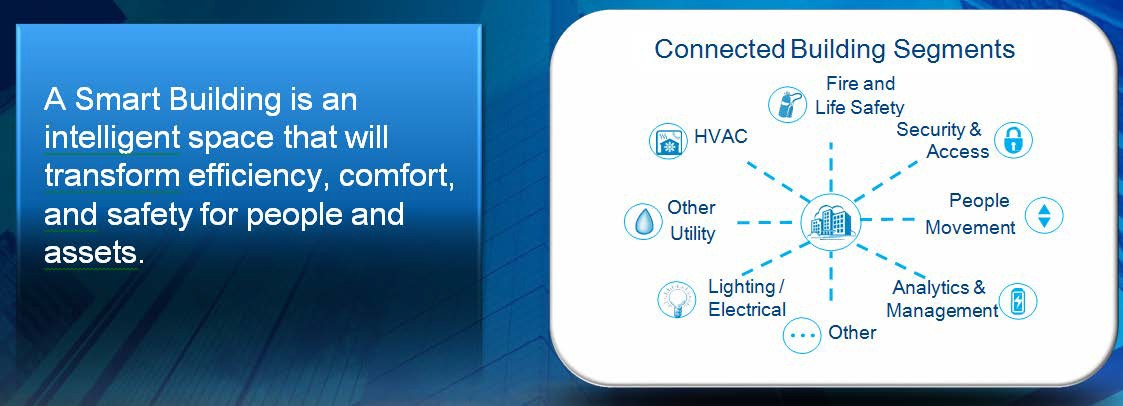 A Smart Building is an
intelligent space that will
transform efficiency, comfort,
and safety for people and
assets.
Connected Building Segments
Fire and
Life Safety
Security &
Access
People
Movement
Analytics &
Management
Other
Lighting /
Electrical
Other
Utility
HVAC